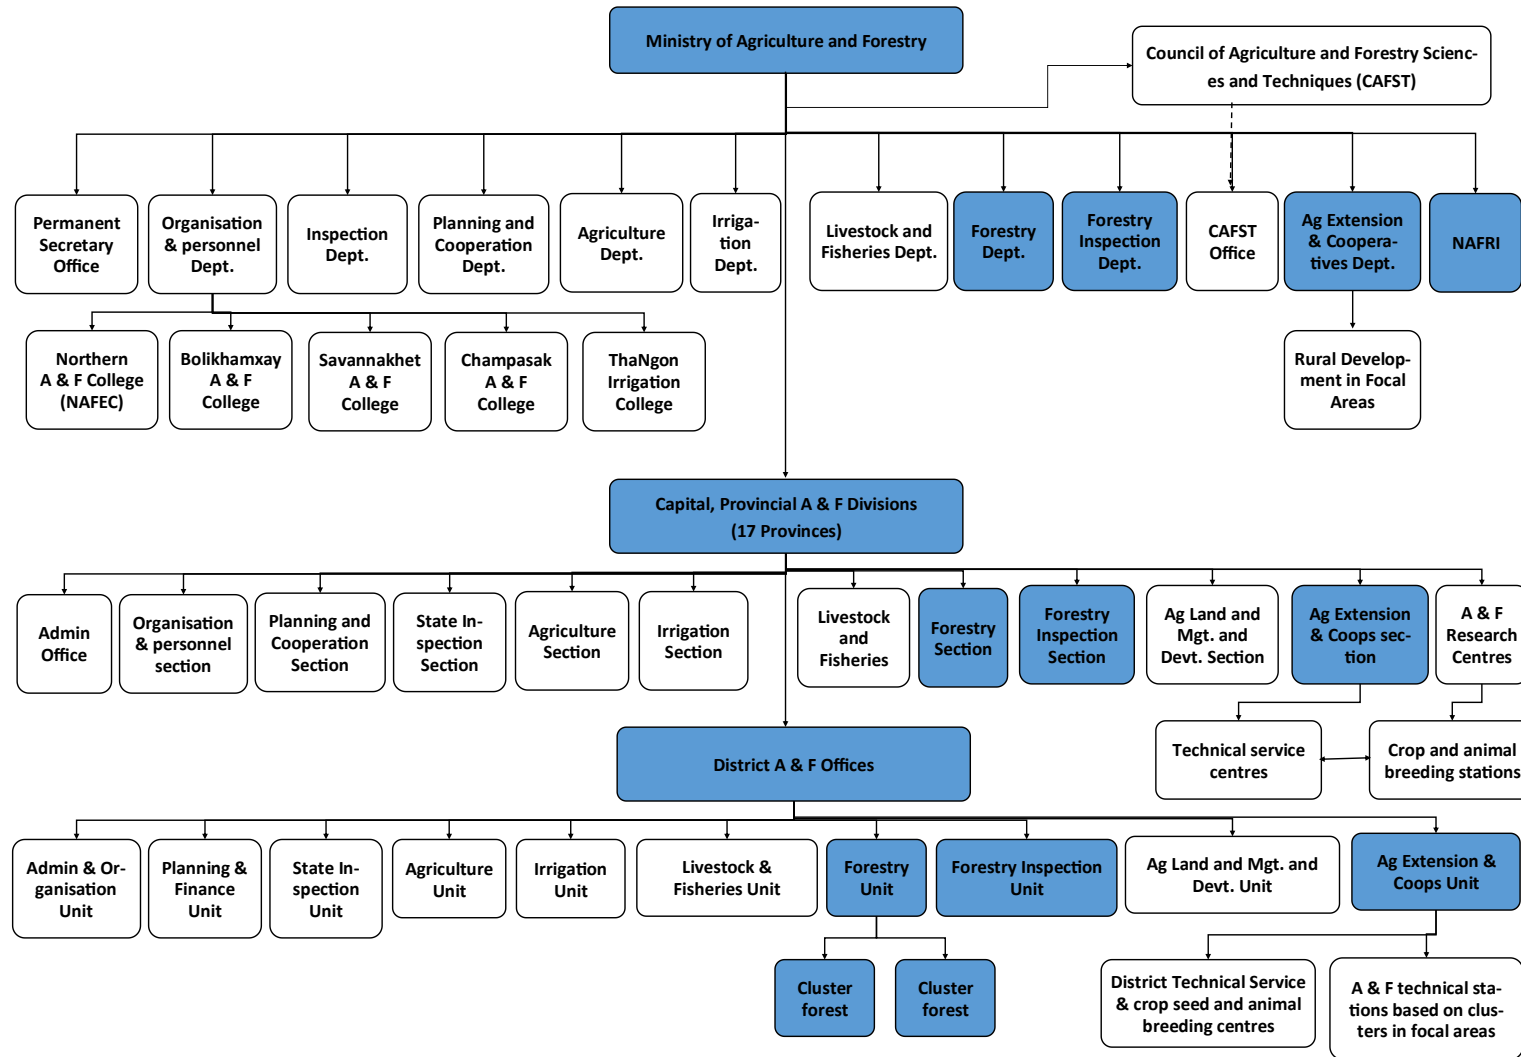 Ministry of Agriculture and Forestry
Council of Agriculture and Forestry Scienc-
es and Techniques (CAFST)
Permanent
Secretary
Office
Organisation
& personnel
Dept.
Inspection
Dept.
Planning and
Cooperation
Dept.
Agriculture
Dept.
Irriga-
tion
Dept.
Livestock and
Fisheries Dept.
Forestry
Dept.
Forestry
Inspection
Dept.
CAFST
Office
Ag Extension
& Coopera-
tives Dept.
NAFRI
Northern
A & F College
(NAFEC)
Bolikhamxay
A & F
College
Savannakhet
A & F
College
Champasak
A & F
College
ThaNgon
Irrigation
College
Rural Develop-
ment in Focal
Areas
Capital, Provincial A & F Divisions
(17 Provinces)
Admin
Office
Organisation
& personnel
section
Planning and
Cooperation
Section
State In-
spection
Section
Agriculture
Section
Irrigation
Section
Livestock
and
Fisheries
Forestry
Section
Forestry
Inspection
Section
Ag Land and
Mgt. and
Devt. Section
Ag Extension
& Coops sec-
tion
A & F
Research
Centres
Technical service
centres
Crop and animal
breeding stations
District A & F Offices
Admin & Or-
ganisation
Unit
Planning &
Finance
Unit
State In-
spection
Unit
Agriculture
Unit
Irrigation
Unit
Livestock &
Fisheries Unit
Forestry
Unit
Forestry Inspection
Unit
Ag Land and Mgt. and
Devt. Unit
Ag Extension &
Coops Unit
Cluster
forest
Cluster
forest
District Technical Service
& crop seed and animal
breeding centres
A & F technical sta-
tions based on clus-
ters in focal areas